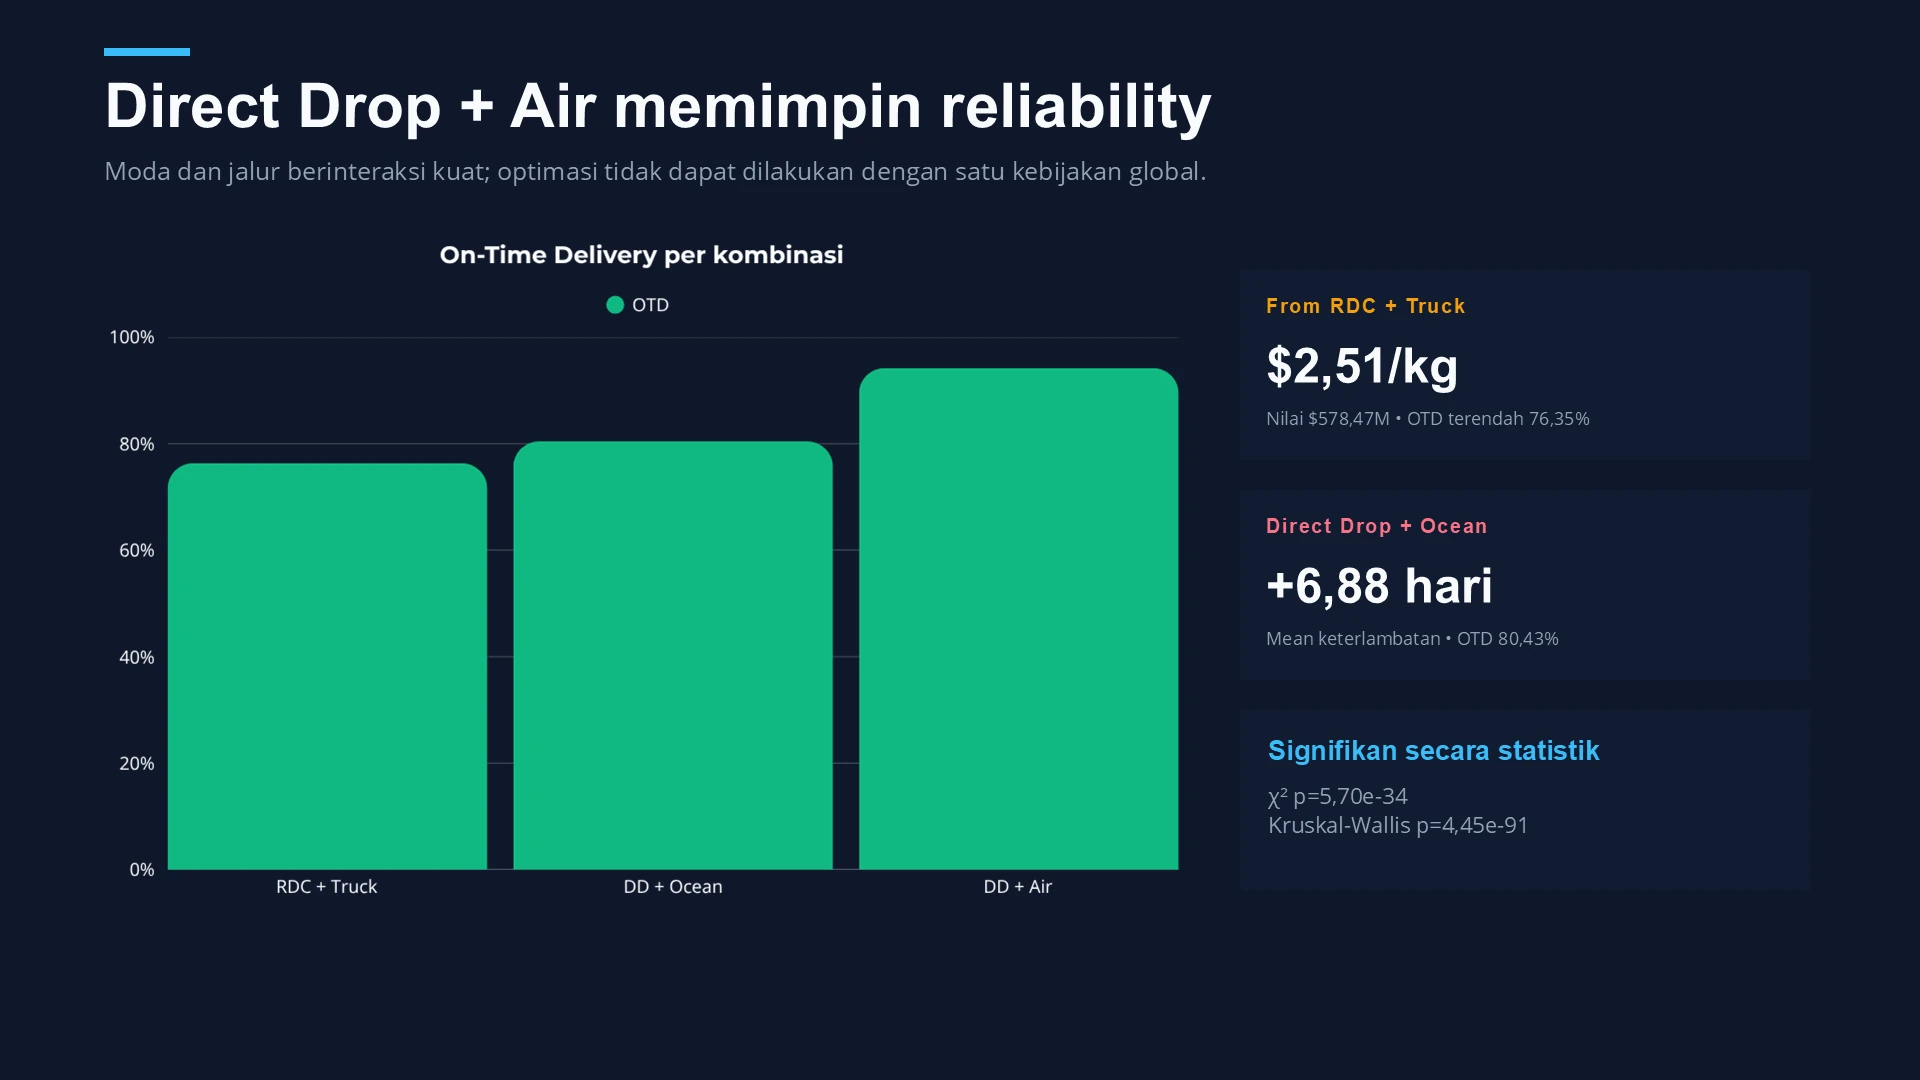 Direct Drop + Air memimpin reliability
Moda dan jalur berinteraksi kuat; optimasi tidak dapat dilakukan dengan satu kebijakan global.
On-Time Delivery per kombinasi
OTD
100%
80%
60%
40%
20%
0%
RDC + Truck
DD + Ocean
DD + Air
From RDC + Truck
$2,51/kg
Nilai $578,47M • OTD terendah 76,35%
Direct Drop + Ocean
+6,88 hari
Mean keterlambatan • OTD 80,43%
Signifikan secara statistik
χ² p=5,70e-34
Kruskal-Wallis p=4,45e-91